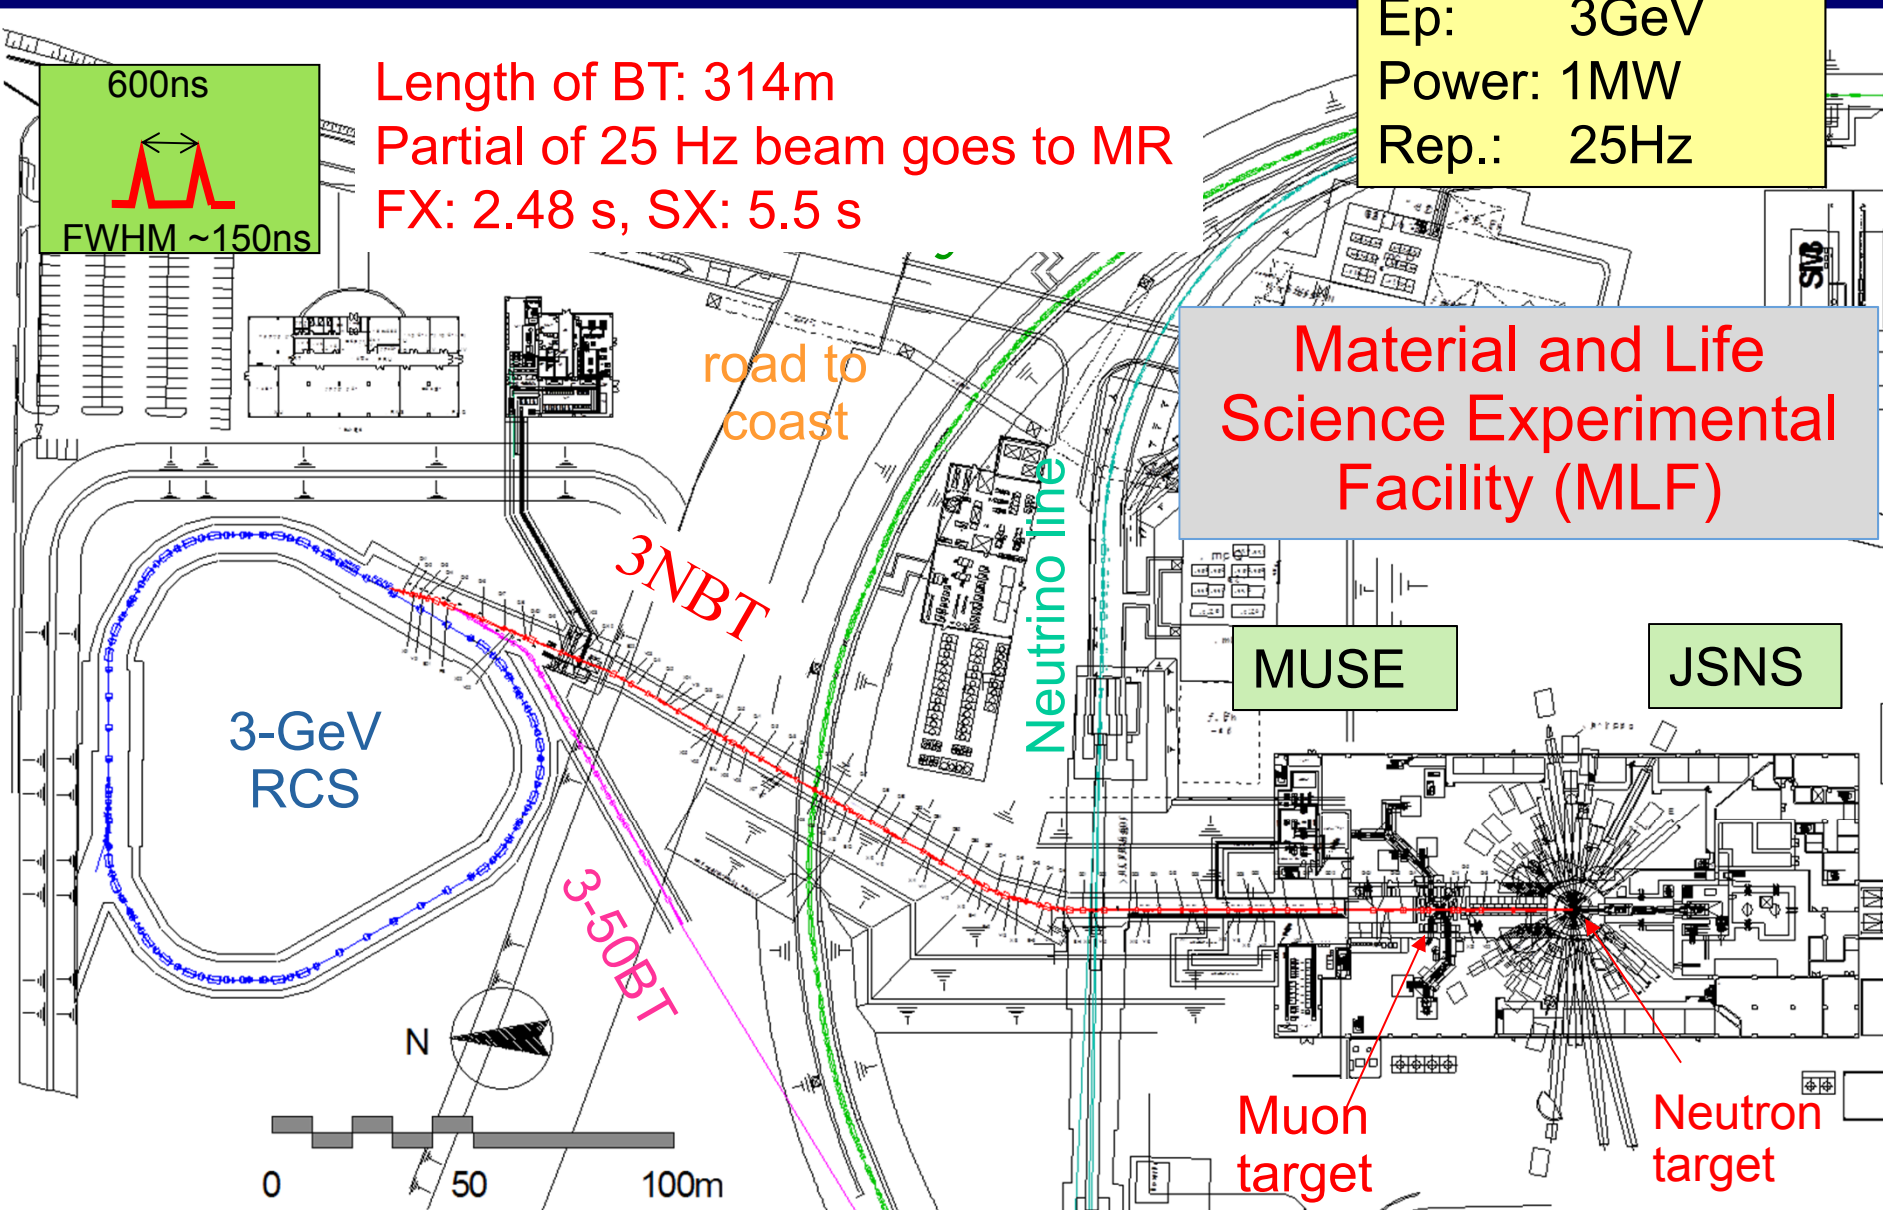 600ns
FWHM ~150ns
Length of BT: 314m
Partial of 25 Hz beam goes to MR
FX: 2.48 s, SX: 5.5 s
Ep: 3GeV
Power: 1MW
Rep.: 25Hz
road to
coast
Material and Life
Science Experimental
Facility (MLF)
3NBT
Neutrino line
MUSE
JSNS
3-GeV
RCS
3-50BT
N
0 50 100m
Muon
target
Neutron
target